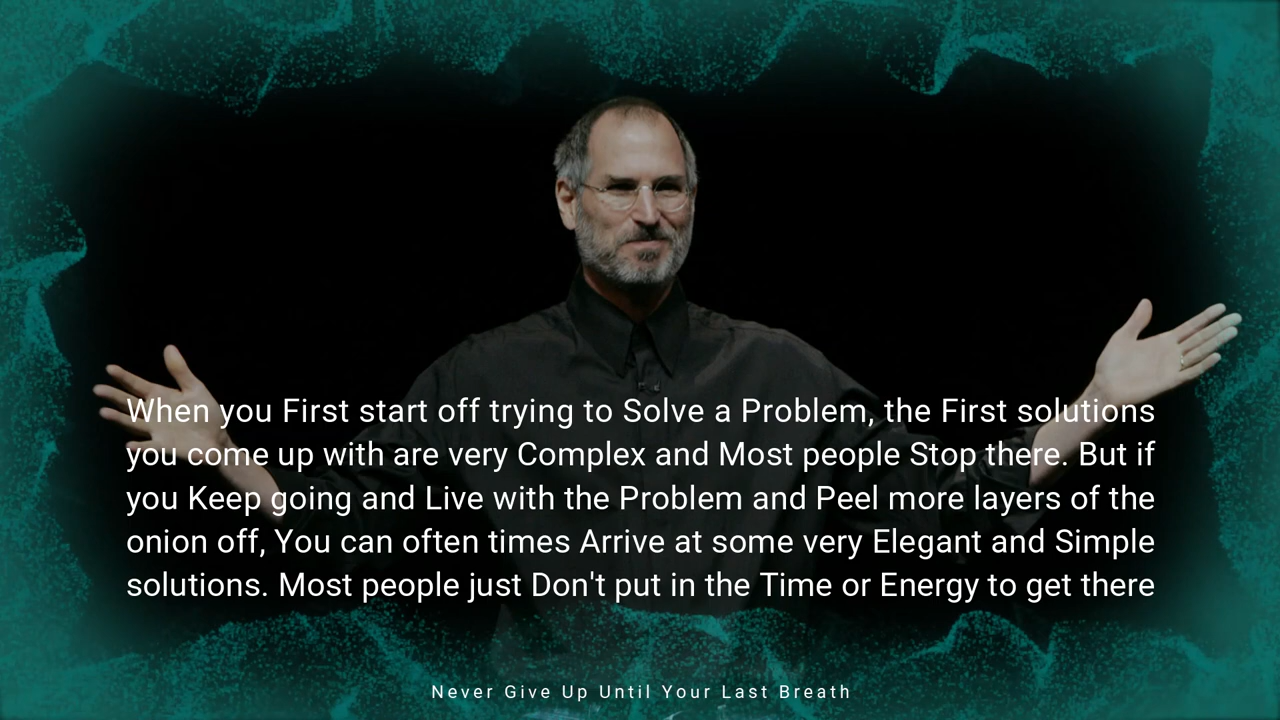 When you First start off trying to Solve a Problem, the First solutions
you come up with are very Complex and Most people Stop there. But if
you Keep going and Live with the Problem and Peel more layers of the
onion off, You can often times Arrive at some very Elegant and Simple
solutions. Most people just Don't put in the Time or Energy to get there
Never Give Up Until Your Last Breath